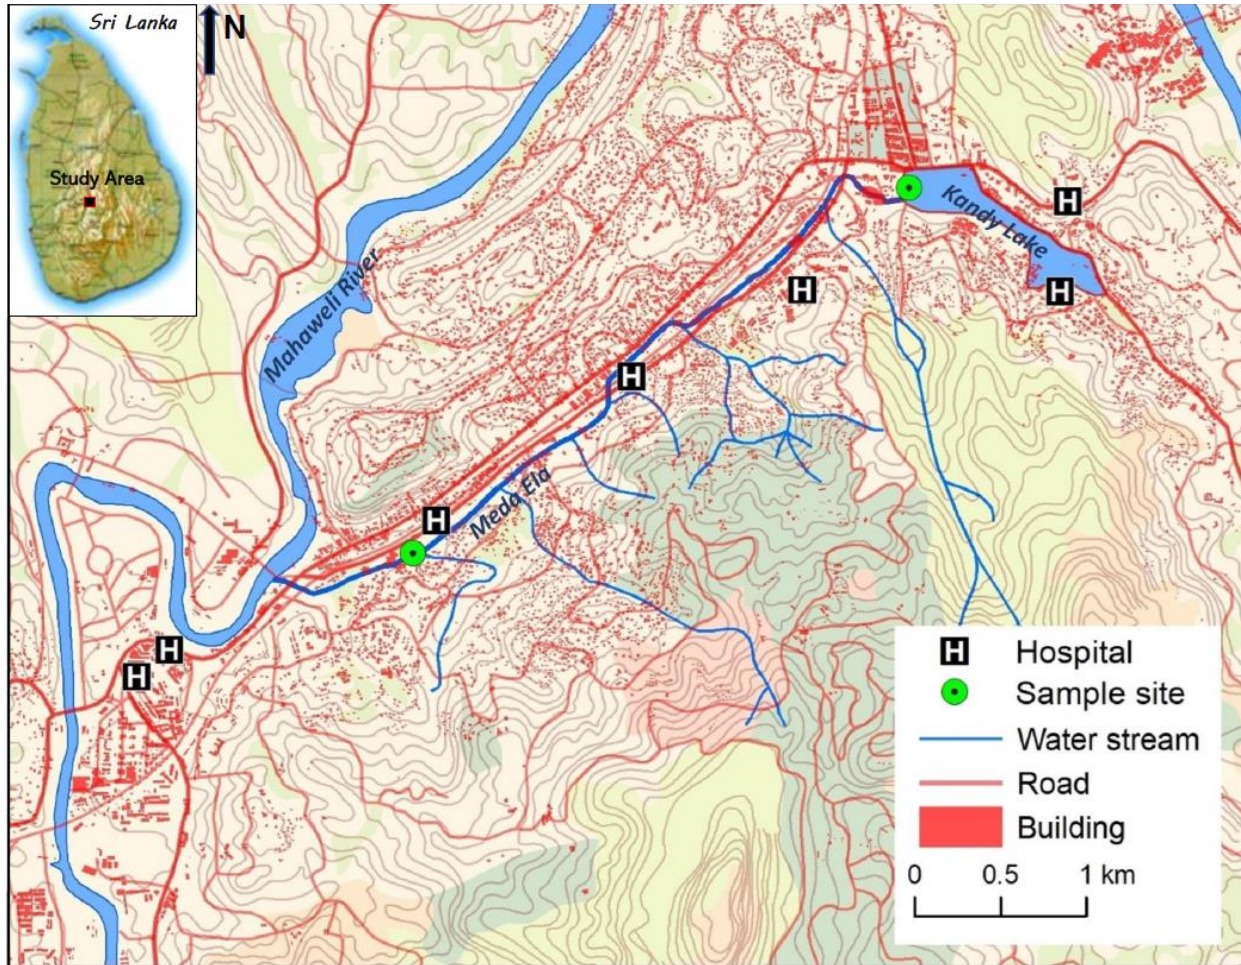 Sri Lanka
N
Study Area
Mahaweli River
Kandy Lake
H
H
H
H
Meda Ela
H
H
H
H Hospital
Sample site
Water stream
Road
Building
0 0.5 1 km